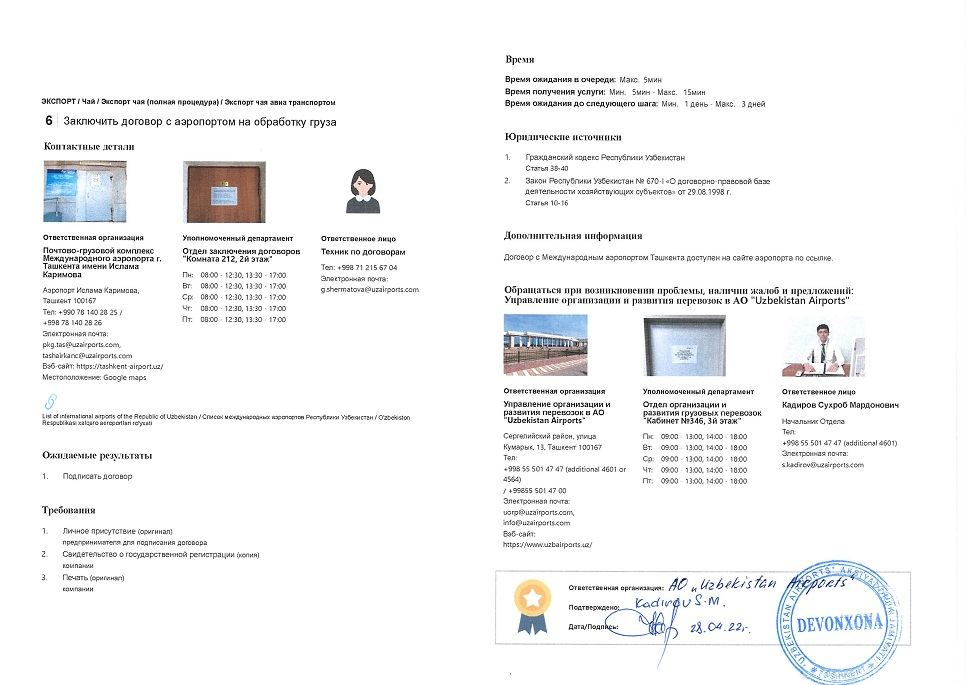 ЭКСПОРТ / Чай / Экспорт чая (полная процедура) / Экспорт чая авиа транспортом
6 Заключить договор с аэропортом на обработку груза
Контактные детали
Ответственная организация
Почтово-грузовой комплекс
Международного аэропорта г.
Ташкента имени Ислама
Каримова
Аэропорт Ислама Каримова,
Ташкент 100167
Тел: +990 78 140 28 25 /
+998 78 140 28 26
Электронная почта:
pkg.tas@uzairports.com,
tashairkanc@uzairports.com
Вэб-сайт: https://tashkent-airport.uz/
Местоположение: Google maps
Уполномоченный департамент
Отдел заключения договоров
"Комната 212, 2й этаж"
Пн: 08:00 - 12:30, 13:30 - 17:00
Вт: 08:00 - 12:30, 13:30 - 17:00
Ср: 08:00 - 12:30, 13:30 - 17:00
Чт: 08:00 - 12:30, 13:30 - 17:00
Пт: 08:00 - 12:30, 13:30 - 17:00
Ответственное лицо
Техник по договорам
Тел: +998 71 215 67 04
Электронная почта:
g.shermatova@uzairports.com
List of international airports of the Republic of Uzbekistan / Список международных аэропортов Республики Узбекистан / O'zbekiston
Respublikasi xalqaro aeroportlari ro'yxati
Ожидаемые результаты
1. Подписать договор
Требования
1. Личное присутствие (оригинал)
предпринимателя для подписания договора
2. Свидетельство о государственной регистрации (копия)
компании
3. Печать (оригинал)
компании
Время
Время ожидания в очереди: Макс. 5мин
Время получения услуги: Мин. 5мин - Макс. 15мин
Время ожидания до следующего шага: Мин. 1 день - Макс. 3 дней
Юридические источники
1. Гражданский кодекс Республики Узбекистан
Статья 38-40
2. Закон Республики Узбекистан № 670-I «О договорно-правовой базе
деятельности хозяйствующих субъектов» от 29.08.1998 г.
Статья 10-16
Дополнительная информация
Договор с Международным аэропортом Ташкента доступен на сайте аэропорта по ссылке.
Обращаться при возникновении проблемы, наличии жалоб и предложений:
Управление организации и развития перевозок в АО "Uzbekistan Airports"
Ответственная организация
Управление организации и
развития перевозок в АО
"Uzbekistan Airports"
Сергелийский район, улица
Кумарык, 13, Ташкент 100167
Тел:
+998 55 501 47 47 (additional 4601 or
4564)
/ +99855 501 47 00
Электронная почта:
uorp@uzairports.com,
info@uzairports.com
Вэб-сайт:
https://www.uzbairports.uz/
Уполномоченный департамент
Отдел организации и
развития грузовых перевозок
"Кабинет №346, 3й этаж"
Пн: 09:00 - 13:00, 14:00 - 18:00
Вт: 09:00 - 13:00, 14:00 - 18:00
Ср: 09:00 - 13:00, 14:00 - 18:00
Чт: 09:00 - 13:00, 14:00 - 18:00
Пт: 09:00 - 13:00, 14:00 - 18:00
Ответственное лицо
Кадиров Сухроб Мардонович
Начальник Отдела
Тел:
+998 55 501 47 47 (additional 4601)
Электронная почта:
s.kadirov@uzairports.com
Ответственная организация: АО „Uzbekistan Airports"
Подтверждено: Kadirov S.M.
Дата/Подпись: 28.04.22г.
DEVONXONA